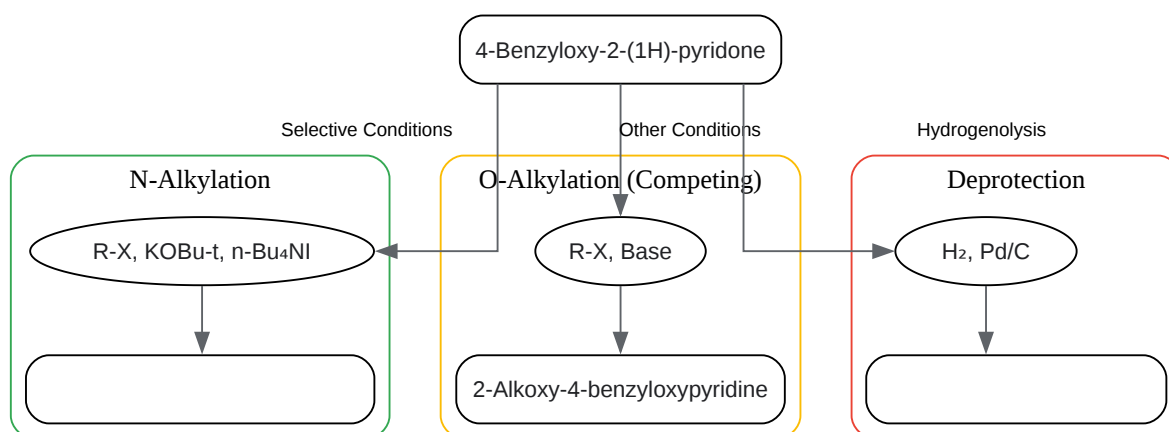 4-Benzyloxy-2-(1H)-pyridone
Selective Conditions
Other Conditions
Hydrogenolysis
N-Alkylation
O-Alkylation (Competing)
Deprotection
R-X, KOBu-t, n-Bu₄NI
R-X, Base
H₂, Pd/C
2-Alkoxy-4-benzyloxypyridine